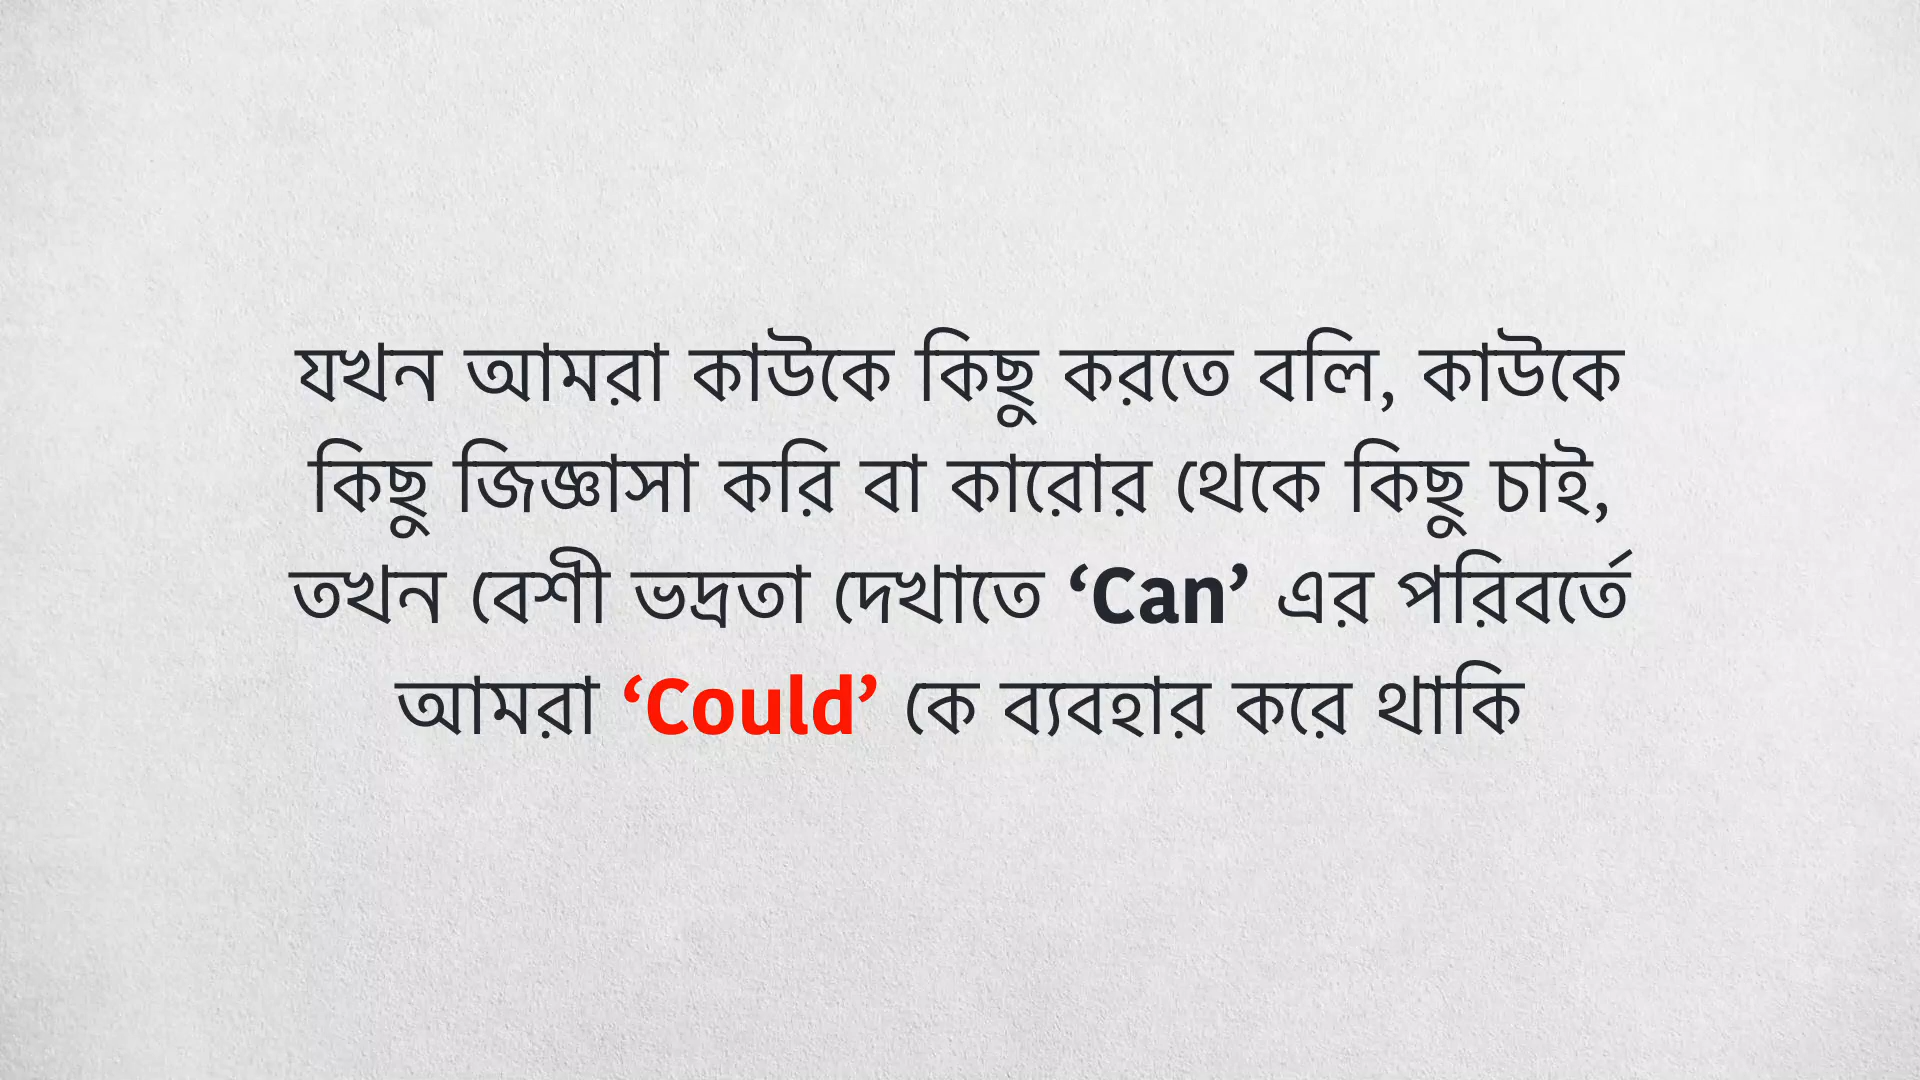 যখন আমরা কাউকে কিছু করতে বলি, কাউকে
কিছু জিজ্ঞাসা করি বা কারোর থেকে কিছু চাই,
তখন বেশী ভদ্রতা দেখাতে ‘Can’ এর পরিবর্তে
আমরা ‘Could’ কে ব্যবহার করে থাকি